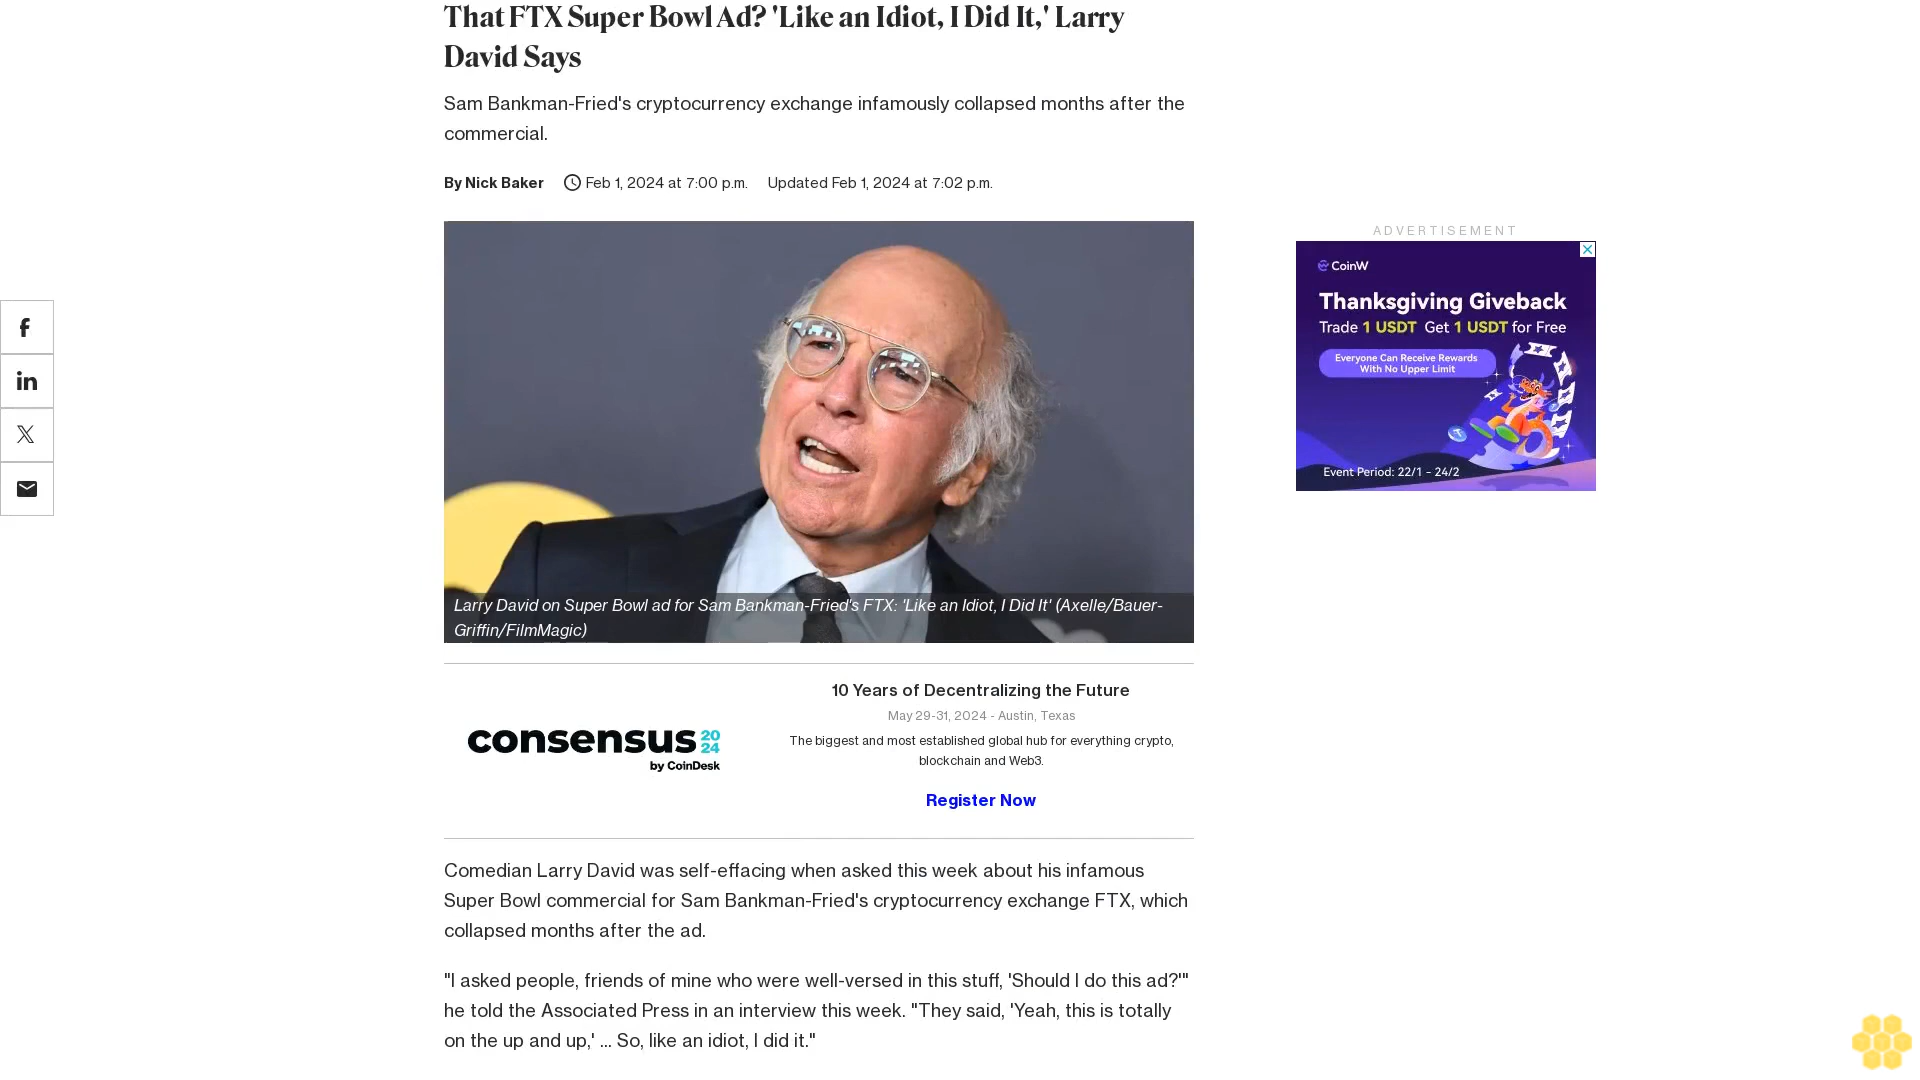 That FTX Super Bowl Ad? 'Like an Idiot, I Did It,' Larry
David Says
Sam Bankman-Fried's cryptocurrency exchange infamously collapsed months after the
commercial.
By Nick Baker
Feb 1, 2024 at 7:00 p.m.
Updated Feb 1, 2024 at 7:02 p.m.
Larry David on Super Bowl ad for Sam Bankman-Fried's FTX: 'Like an Idiot, I Did It' (Axelle/Bauer-
Griffin/FilmMagic)
ADVERTISEMENT
CoinW
Thanksgiving Giveback
Trade 1 USDT Get 1 USDT for Free
Everyone Can Receive Rewards
With No Upper Limit
Event Period: 22/1 - 24/2
consensus 2024
by CoinDesk
10 Years of Decentralizing the Future
May 29-31, 2024 - Austin, Texas
The biggest and most established global hub for everything crypto,
blockchain and Web3.
Register Now
Comedian Larry David was self-effacing when asked this week about his infamous
Super Bowl commercial for Sam Bankman-Fried's cryptocurrency exchange FTX, which
collapsed months after the ad.
"I asked people, friends of mine who were well-versed in this stuff, 'Should I do this ad?'"
he told the Associated Press in an interview this week. "They said, 'Yeah, this is totally
on the up and up,' ... So, like an idiot, I did it."